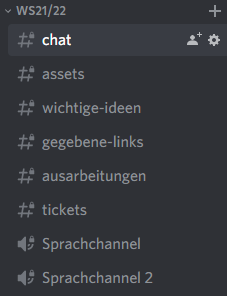 WS21/22
chat
assets
wichtige-ideen
gegebene-links
ausarbeitungen
tickets
Sprachchannel
Sprachchannel 2